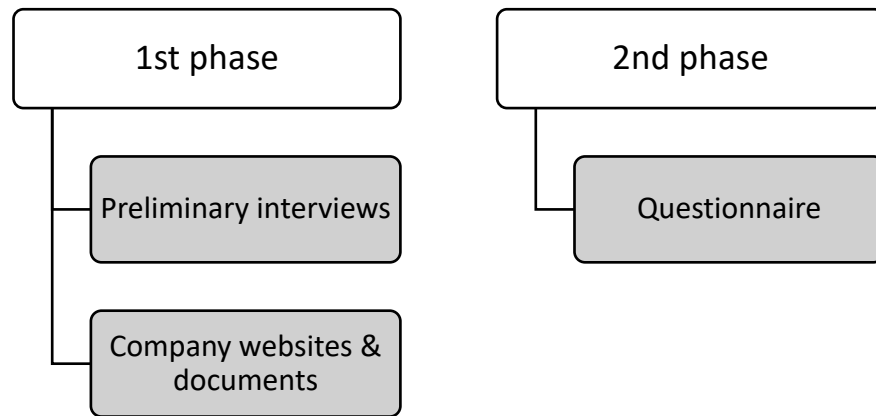 1st phase
Preliminary interviews
Company websites &
documents
2nd phase
Questionnaire